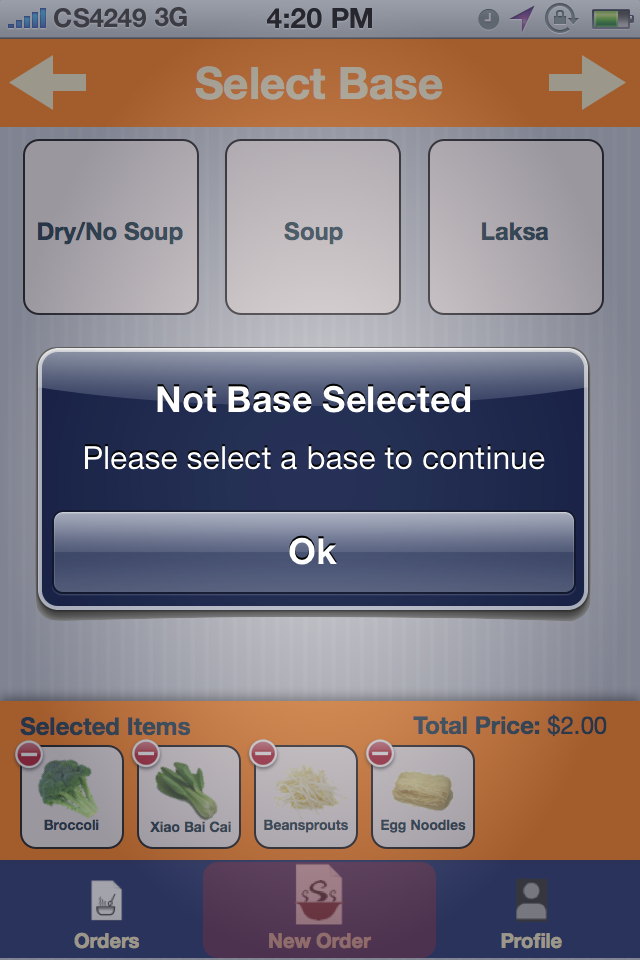 CS4249 3G 4:20 PM
Select Base
Dry/No Soup Soup Laksa
Not Base Selected
Please select a base to continue
Ok
Selected Items Total Price: $2.00
Broccoli Xiao Bai Cai Beansprouts Egg Noodles
Orders New Order Profile